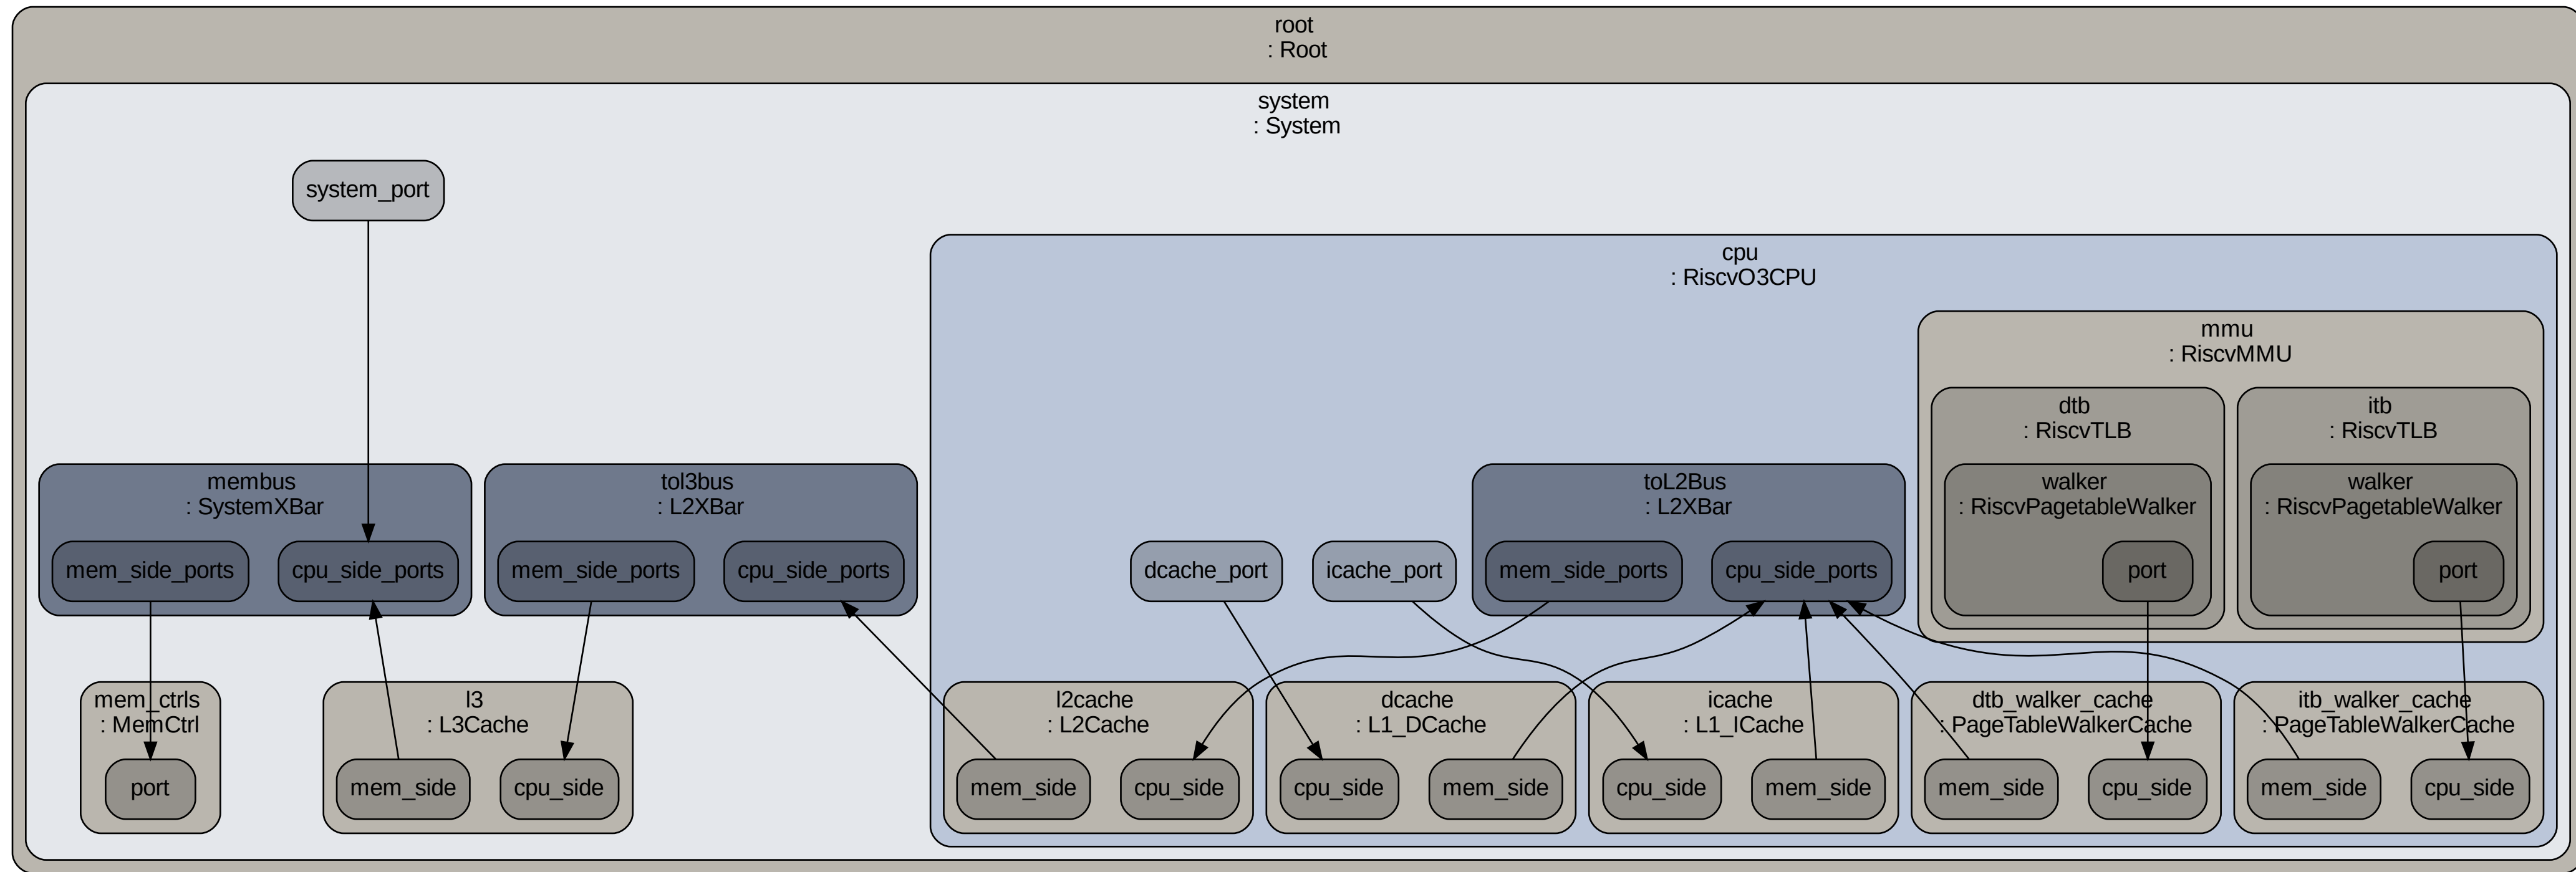 root
: Root
system
: System
system_port
cpu
: RiscvO3CPU
mmu
: RiscvMMU
dtb
: RiscvTLB
itb
: RiscvTLB
membus
: SystemXBar
tol3bus
: L2XBar
toL2Bus
: L2XBar
walker
: RiscvPagetableWalker
walker
: RiscvPagetableWalker
mem_side_ports
cpu_side_ports
mem_side_ports
cpu_side_ports
dcache_port
icache_port
mem_side_ports
cpu_side_ports
port
port
mem_ctrls
: MemCtrl
l3
: L3Cache
l2cache
: L2Cache
dcache
: L1_DCache
icache
: L1_ICache
dtb_walker_cache
: PageTableWalkerCache
itb_walker_cache
: PageTableWalkerCache
port
mem_side
cpu_side
mem_side
cpu_side
cpu_side
mem_side
cpu_side
mem_side
mem_side
cpu_side
mem_side
cpu_side